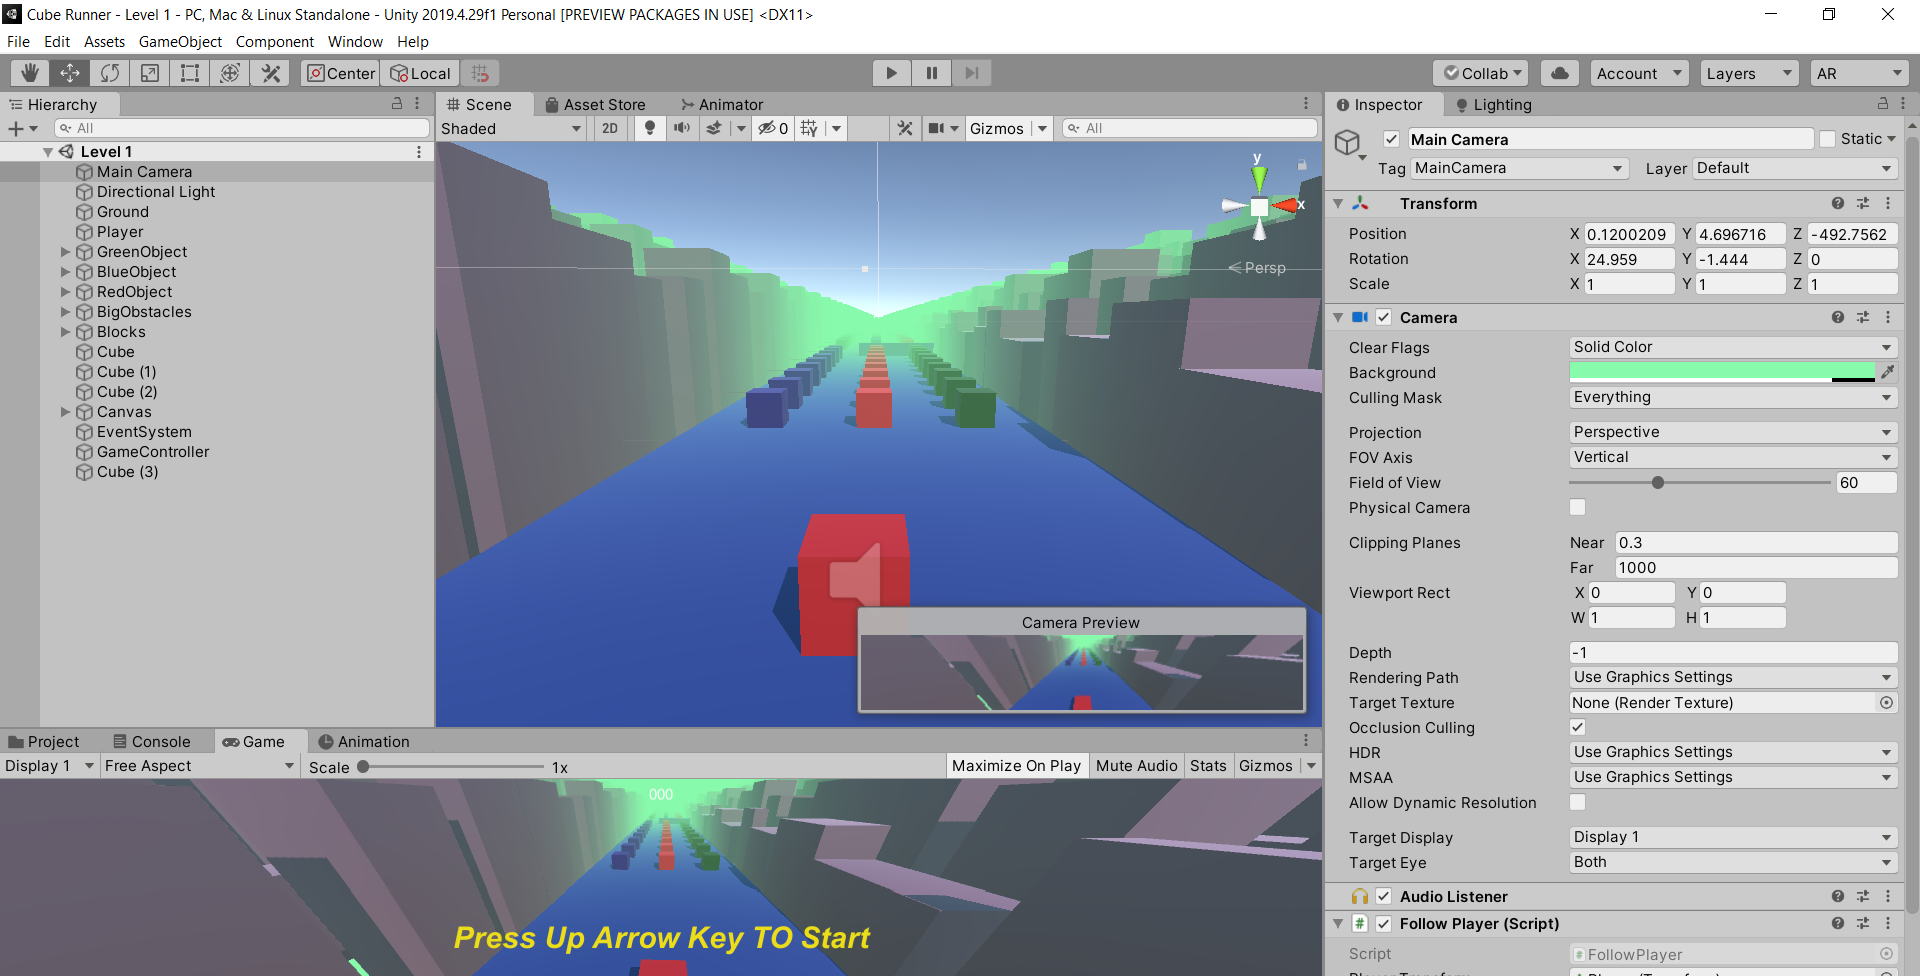 Cube Runner - Level 1 - PC, Mac & Linux Standalone - Unity 2019.4.29f1 Personal [PREVIEW PACKAGES IN USE] <DX11>
File Edit Assets GameObject Component Window Help
Center Local Collab Account Layers AR
Hierarchy
All
Level 1
Main Camera
Directional Light
Ground
Player
GreenObject
BlueObject
RedObject
BigObstacles
Blocks
Cube
Cube (1)
Cube (2)
Canvas
EventSystem
GameController
Cube (3)
Scene Asset Store Animator
Shaded 2D 0 Gizmos All
y
x
Persp
Camera Preview
Project Console Game Animation
Display 1 Free Aspect Scale 1x Maximize On Play Mute Audio Stats Gizmos
000
Press Up Arrow Key TO Start
Inspector Lighting
Main Camera Static
Tag MainCamera Layer Default
Transform
Position X 0.1200209 Y 4.696716 Z -492.7562
Rotation X 24.959 Y -1.444 Z 0
Scale X 1 Y 1 Z 1
Camera
Clear Flags Solid Color
Background
Culling Mask Everything
Projection Perspective
FOV Axis Vertical
Field of View 60
Physical Camera
Clipping Planes Near 0.3
Far 1000
Viewport Rect X 0 Y 0
W 1 H 1
Depth -1
Rendering Path Use Graphics Settings
Target Texture None (Render Texture)
Occlusion Culling
HDR Use Graphics Settings
MSAA Use Graphics Settings
Allow Dynamic Resolution
Target Display Display 1
Target Eye Both
Audio Listener
# Follow Player (Script)
Script FollowPlayer